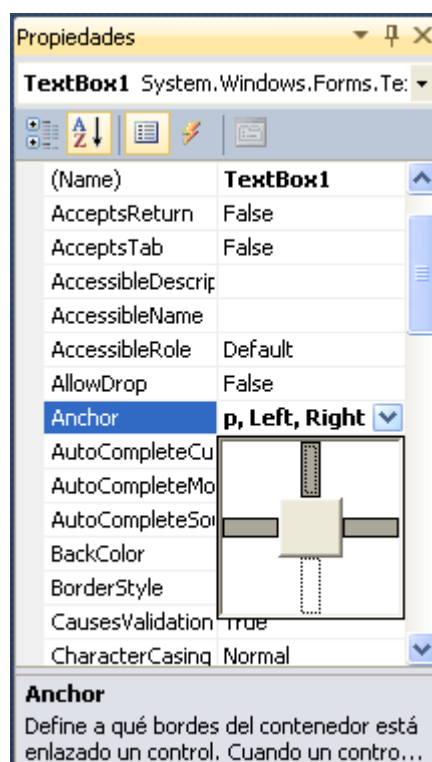 Propiedades
TextBox1 System.Windows.Forms.Te:
A
Z
(Name) TextBox1
AcceptsReturn False
AcceptsTab False
AccessibleDescrip
AccessibleName
AccessibleRole Default
AllowDrop False
Anchor p, Left, Right
AutoCompleteCu
AutoCompleteMo
AutoCompleteSou
BackColor
BorderStyle
CausesValidation True
CharacterCasing Normal
Anchor
Define a qué bordes del contenedor está
enlazado un control. Cuando un contro...